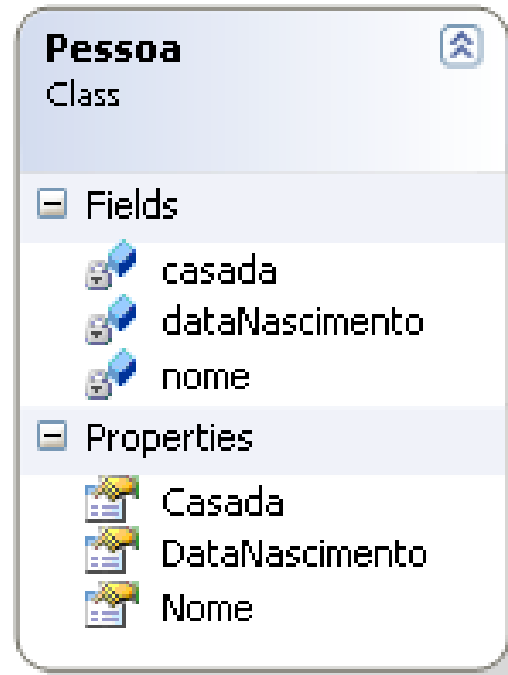 Pessoa
Class
Fields
casada
dataNascimento
nome
Properties
Casada
DataNascimento
Nome